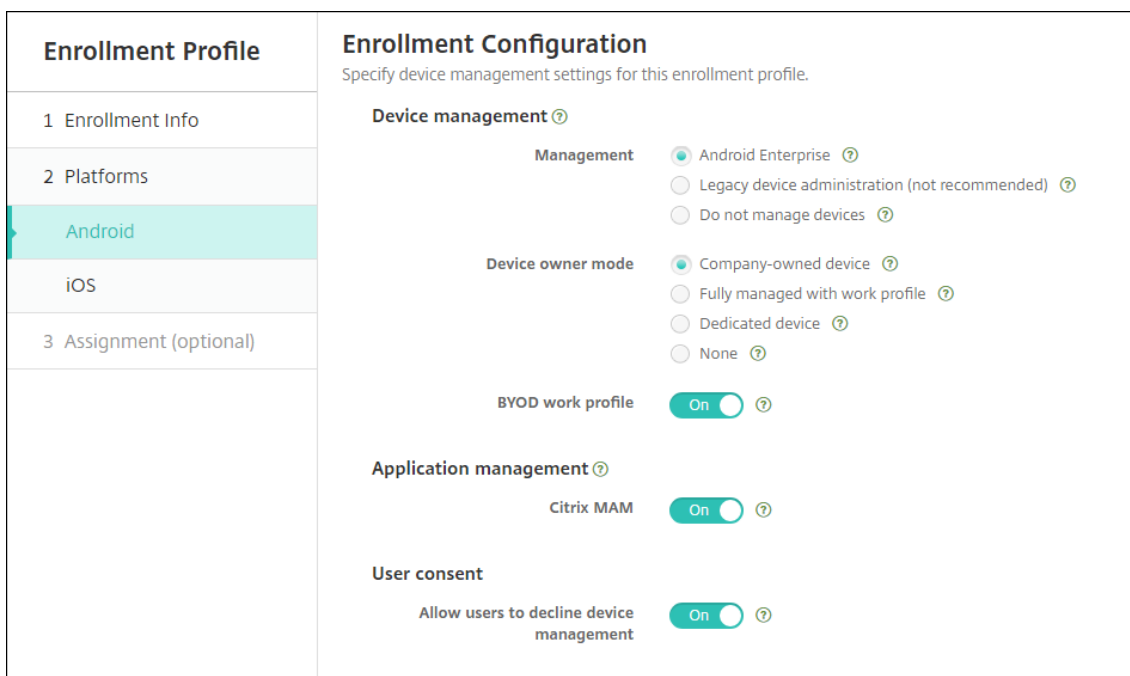 Enrollment Profile
1 Enrollment Info
2 Platforms
Android
iOS
3 Assignment (optional)
Enrollment Configuration
Specify device management settings for this enrollment profile.
Device management ?
Management
Android Enterprise ?
Legacy device administration (not recommended) ?
Do not manage devices ?
Device owner mode
Company-owned device ?
Fully managed with work profile ?
Dedicated device ?
None ?
BYOD work profile
On ?
Application management ?
Citrix MAM
On ?
User consent
Allow users to decline device
management
On ?